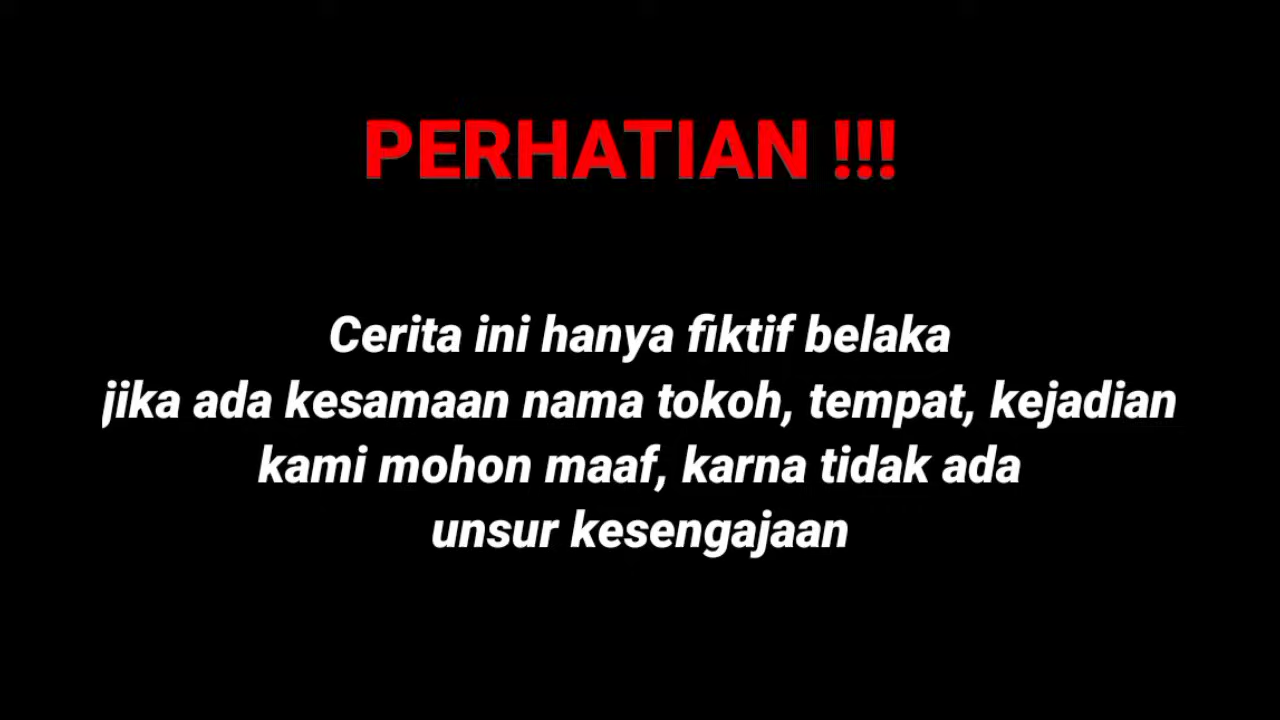 PERHATIAN !!!
Cerita ini hanya fiktif belaka
jika ada kesamaan nama tokoh, tempat, kejadian
kami mohon maaf, karna tidak ada
unsur kesengajaan